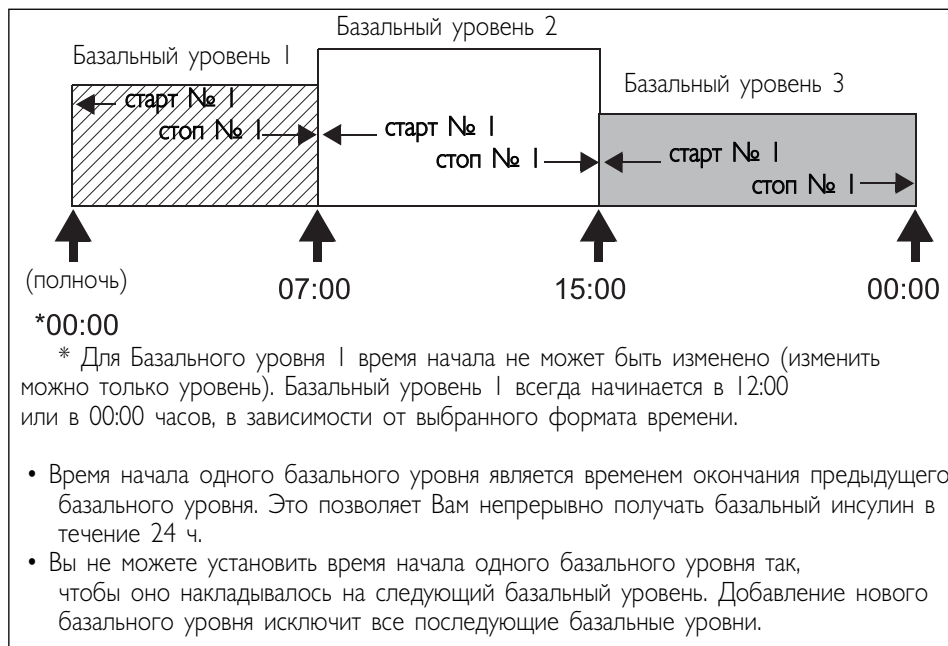 Базальный уровень 2
Базальный уровень 1
Базальный уровень 3
старт № 1
стоп № 1
старт № 1
стоп № 1
старт № 1
стоп № 1
(полночь)
*00:00
07:00
15:00
00:00
* Для Базального уровня 1 время начала не может быть изменено (изменить
можно только уровень). Базальный уровень 1 всегда начинается в 12:00
или в 00:00 часов, в зависимости от выбранного формата времени.
• Время начала одного базального уровня является временем окончания предыдущего
базального уровня. Это позволяет Вам непрерывно получать базальный инсулин в
течение 24 ч.
• Вы не можете установить время начала одного базального уровня так,
чтобы оно накладывалось на следующий базальный уровень. Добавление нового
базального уровня исключит все последующие базальные уровни.